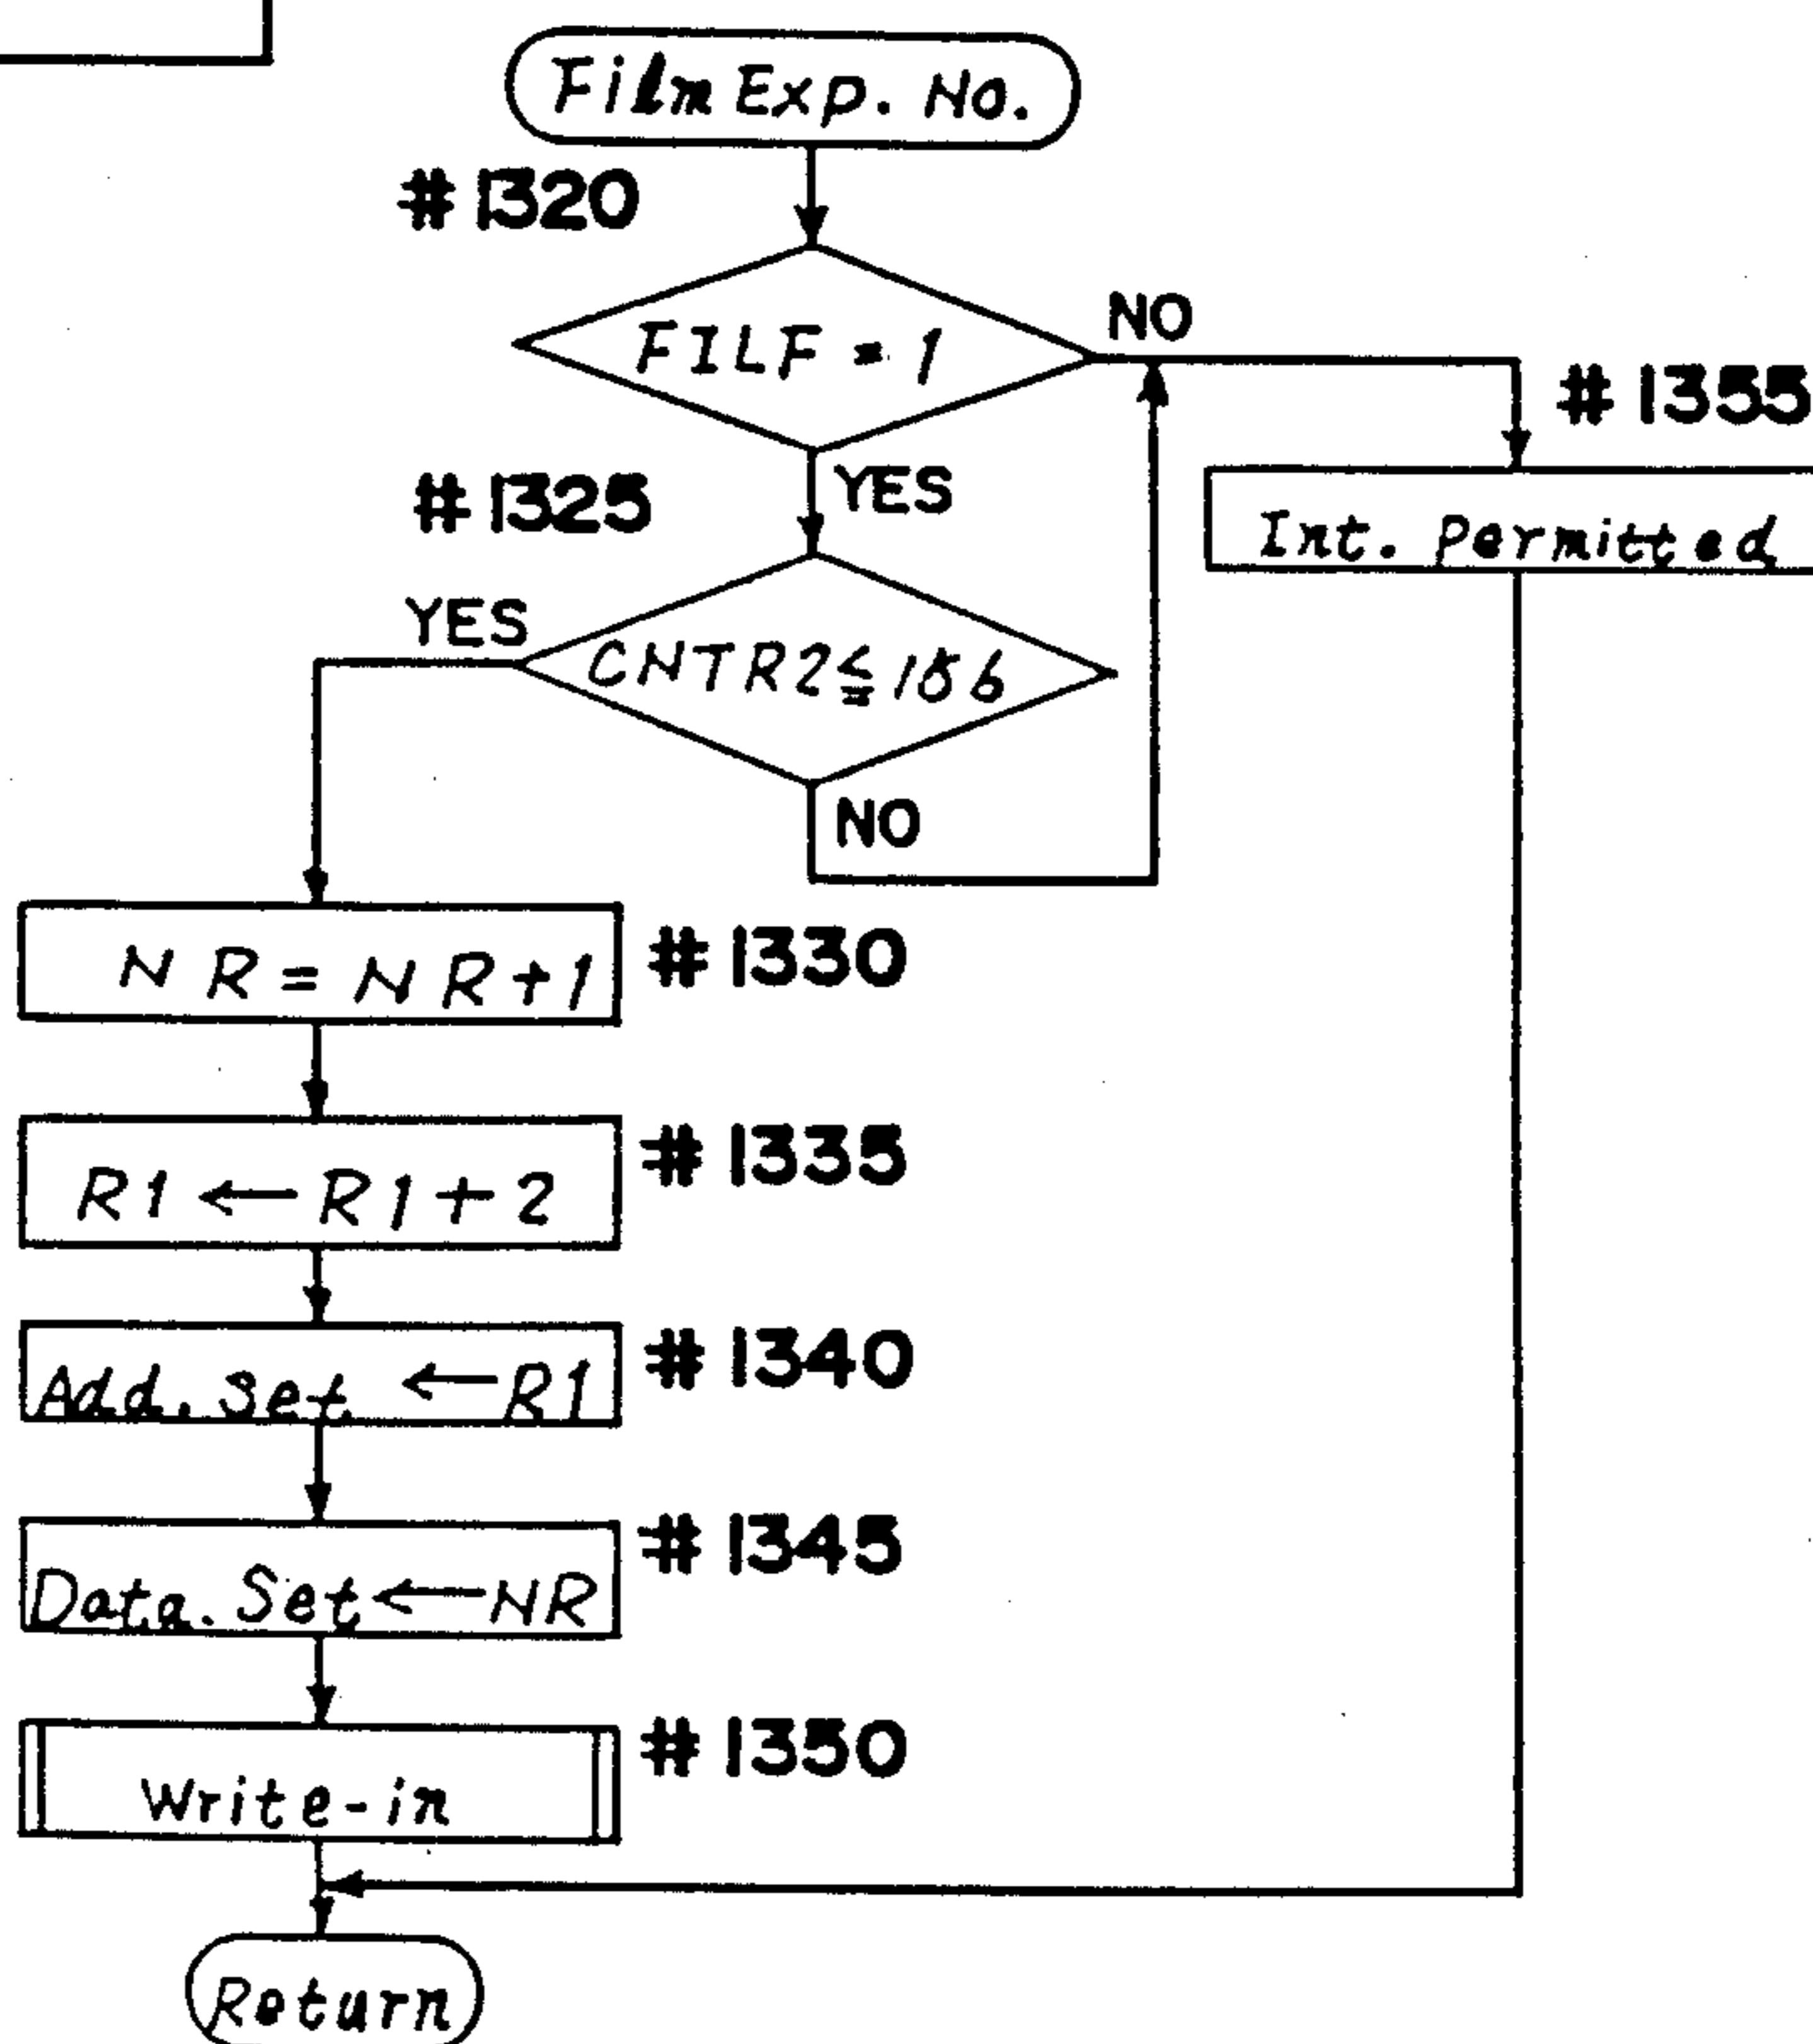 Film Exp. No.
#1320
FILF = 1
NO
#1355
YES
Int. Permitted
#1325
YES
CNTR2≦186
NO
NR=NR+1
#1330
R1←R1+2
#1335
Add. Set ←R1
#1340
Data. Set←NR
#1345
Write-in
#1350
Return